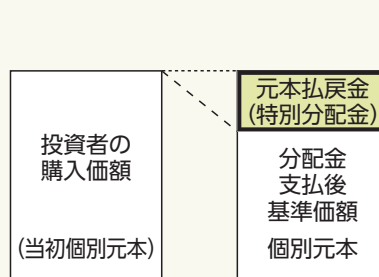 投資者の
購入価額
(当初個別元本)
元本払戻金
(特別分配金)
分配金
支払後
基準価額
個別元本